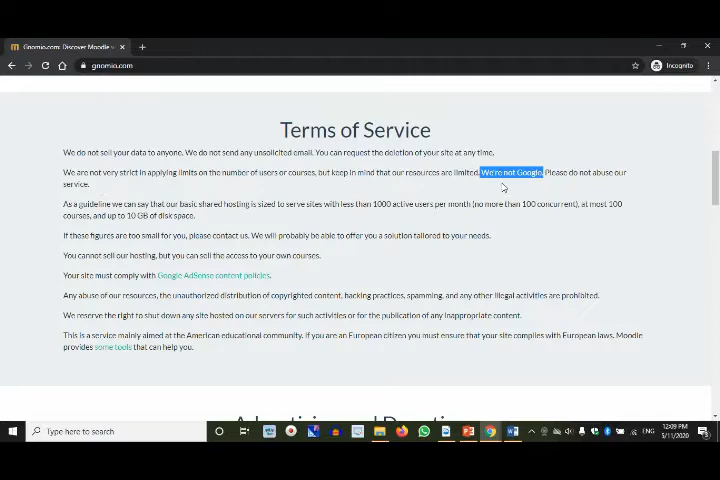 Gnomio.com: Discover Moodle
gnomio.com
Incognito
Terms of Service
We do not sell your data to anyone. We do not send any unsolicited email. You can request the deletion of your site at any time.
We are not very strict in applying limits on the number of users or courses, but keep in mind that our resources are limited. We're not Google. Please do not abuse our
service.
As a guideline we can say that our basic shared hosting is sized to serve sites with less than 1000 active users per month (no more than 100 concurrent), at most 100
courses, and up to 10 GB of disk space.
If these figures are too small for you, please contact us. We will probably be able to offer you a solution tailored to your needs.
You cannot sell our hosting, but you can sell the access to your own courses.
Your site must comply with Google AdSense content policies.
Any abuse of our resources, the unauthorized distribution of copyrighted content, hacking practices, spamming, and any other illegal activities are prohibited.
We reserve the right to shut down any site hosted on our servers for such activities or for the publication of any inappropriate content.
This is a service mainly aimed at the American educational community. If you are an European citizen you must ensure that your site complies with European laws. Moodle
provides some tools that can help you.
Type here to search
ENG
12:09 PM
5/11/2020